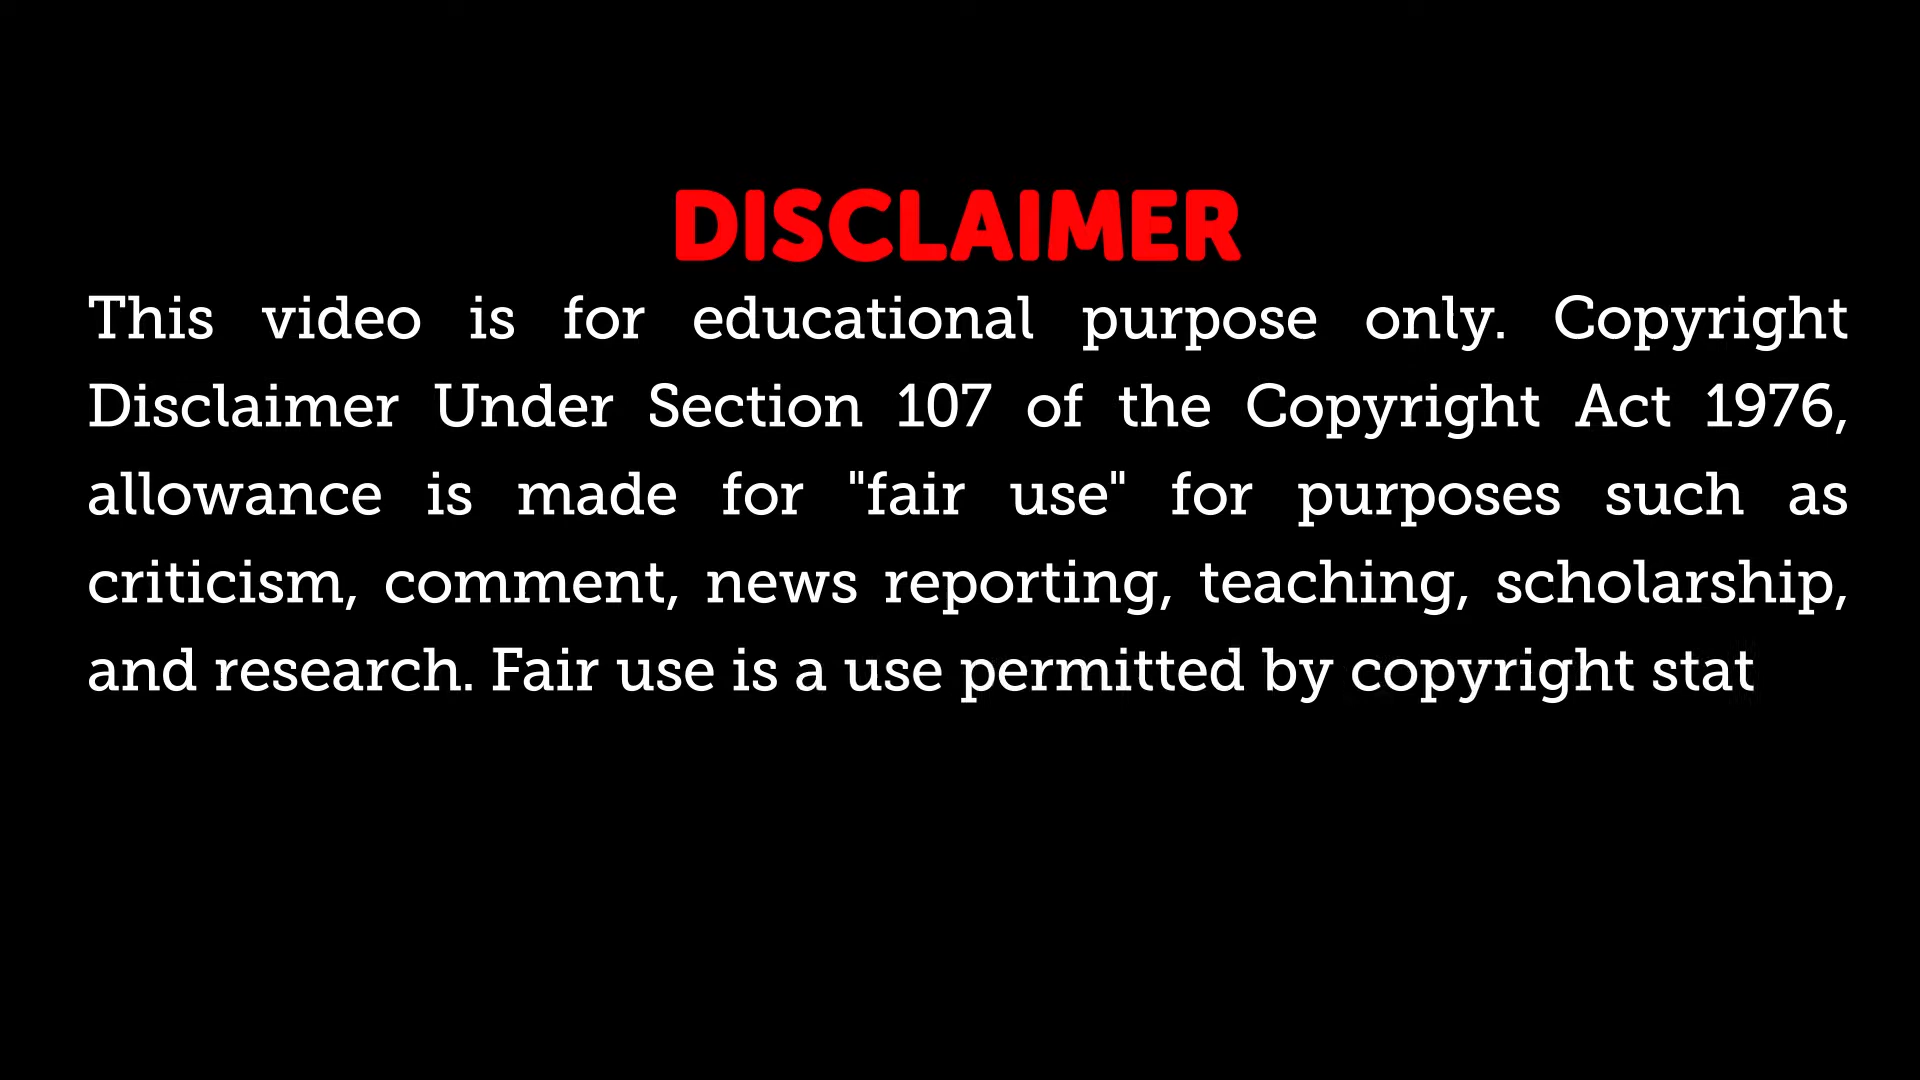 DISCLAIMER
This video is for educational purpose only. Copyright
Disclaimer Under Section 107 of the Copyright Act 1976,
allowance is made for "fair use" for purposes such as
criticism, comment, news reporting, teaching, scholarship,
and research. Fair use is a use permitted by copyright stat